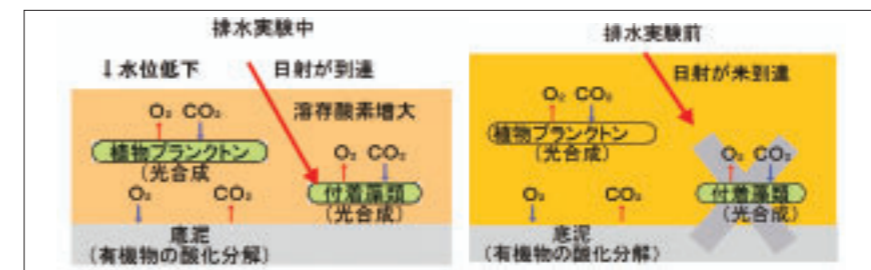 排水実験中
↓水位低下 日射が到達
O₂ CO₂ 溶存酸素増大
植物プランクトン
(光合成
O₂ CO₂
付着藻類
(光合成)
O₂ CO₂
底泥
(有機物の酸化分解)
排水実験前
日射が未到達
O₂ CO₂
植物プランクトン
(光合成)
O₂ CO₂
付着藻類
(光合成)
O₂ CO₂
底泥
(有機物の酸化分解)